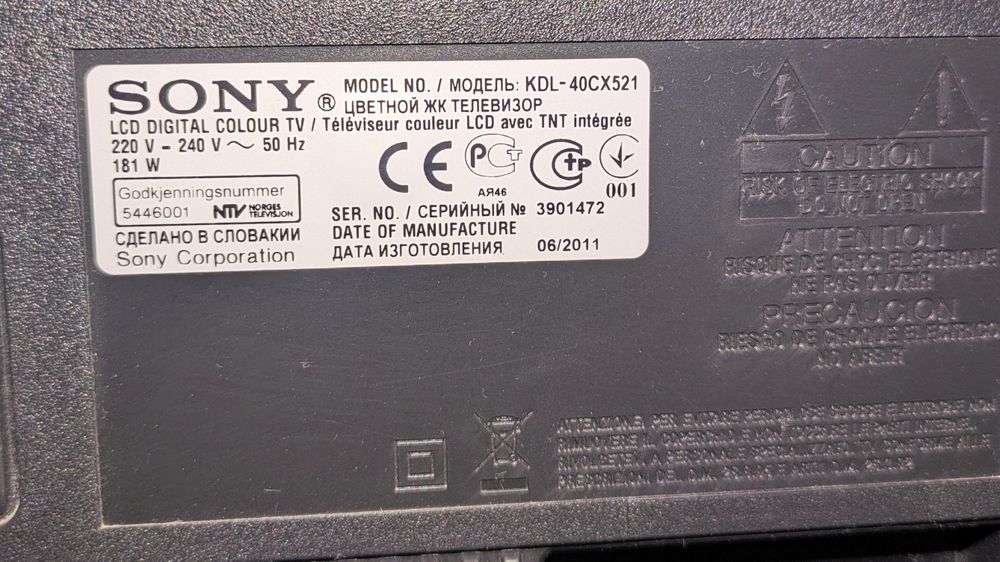 SONY®
MODEL NO. / МОДЕЛЬ: KDL-40CX521
ЦВЕТНОЙ ЖК ТЕЛЕВИЗОР
LCD DIGITAL COLOUR TV / Téléviseur couleur LCD avec TNT intégrée
220 V - 240 V ~ 50 Hz
181 W
Godkjenningsnummer
5446001 NTV NORGES TELEVISJON
СДЕЛАНО В СЛОВАКИИ
Sony Corporation
CE
АЯ46
001
SER. NO. / СЕРИЙНЫЙ № 3901472
DATE OF MANUFACTURE
ДАТА ИЗГОТОВЛЕНИЯ 06/2011
CAUTION
RISK OF ELECTRIC SHOCK
DO NOT OPEN
ATTENTION
RISQUE DE CHOC ELECTRIQUE
NE PAS OUVRIR
PRECAUCION
RIESGO DE CHOQUE ELECTRICO
NO ABRIR